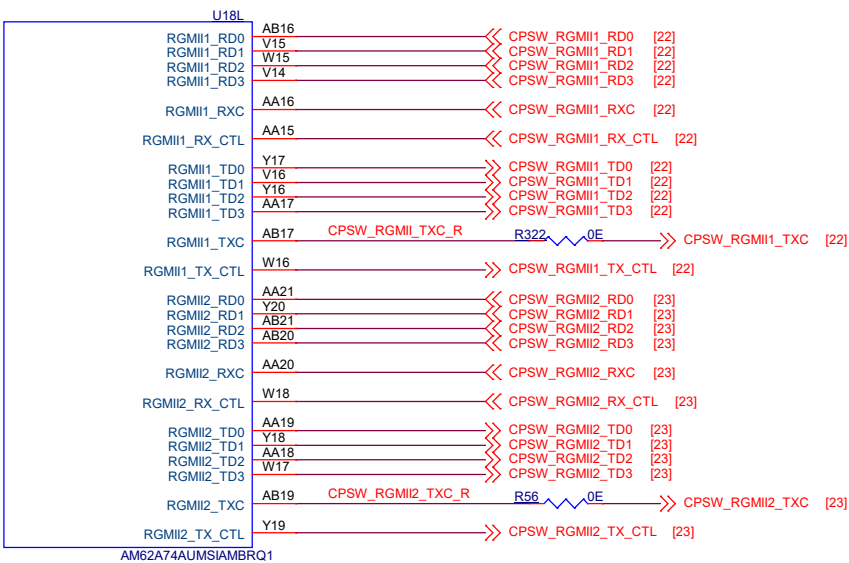 U18L
RGMII1_RD0 AB16 CPSW_RGMII1_RD0 [22]
RGMII1_RD1 V15 CPSW_RGMII1_RD1 [22]
RGMII1_RD2 W15 CPSW_RGMII1_RD2 [22]
RGMII1_RD3 V14 CPSW_RGMII1_RD3 [22]
RGMII1_RXC AA16 CPSW_RGMII1_RXC [22]
RGMII1_RX_CTL AA15 CPSW_RGMII1_RX_CTL [22]
RGMII1_TD0 Y17 CPSW_RGMII1_TD0 [22]
RGMII1_TD1 V16 CPSW_RGMII1_TD1 [22]
RGMII1_TD2 Y16 CPSW_RGMII1_TD2 [22]
RGMII1_TD3 AA17 CPSW_RGMII1_TD3 [22]
RGMII1_TXC AB17 CPSW_RGMII_TXC_R R322 0E CPSW_RGMII1_TXC [22]
RGMII1_TX_CTL W16 CPSW_RGMII1_TX_CTL [22]
RGMII2_RD0 AA21 CPSW_RGMII2_RD0 [23]
RGMII2_RD1 Y20 CPSW_RGMII2_RD1 [23]
RGMII2_RD2 AB21 CPSW_RGMII2_RD2 [23]
RGMII2_RD3 AB20 CPSW_RGMII2_RD3 [23]
RGMII2_RXC AA20 CPSW_RGMII2_RXC [23]
RGMII2_RX_CTL W18 CPSW_RGMII2_RX_CTL [23]
RGMII2_TD0 AA19 CPSW_RGMII2_TD0 [23]
RGMII2_TD1 Y18 CPSW_RGMII2_TD1 [23]
RGMII2_TD2 AA18 CPSW_RGMII2_TD2 [23]
RGMII2_TD3 W17 CPSW_RGMII2_TD3 [23]
RGMII2_TXC AB19 CPSW_RGMII2_TXC_R R56 0E CPSW_RGMII2_TXC [23]
RGMII2_TX_CTL Y19 CPSW_RGMII2_TX_CTL [23]
AM62A74AUMSIAMBRQ1